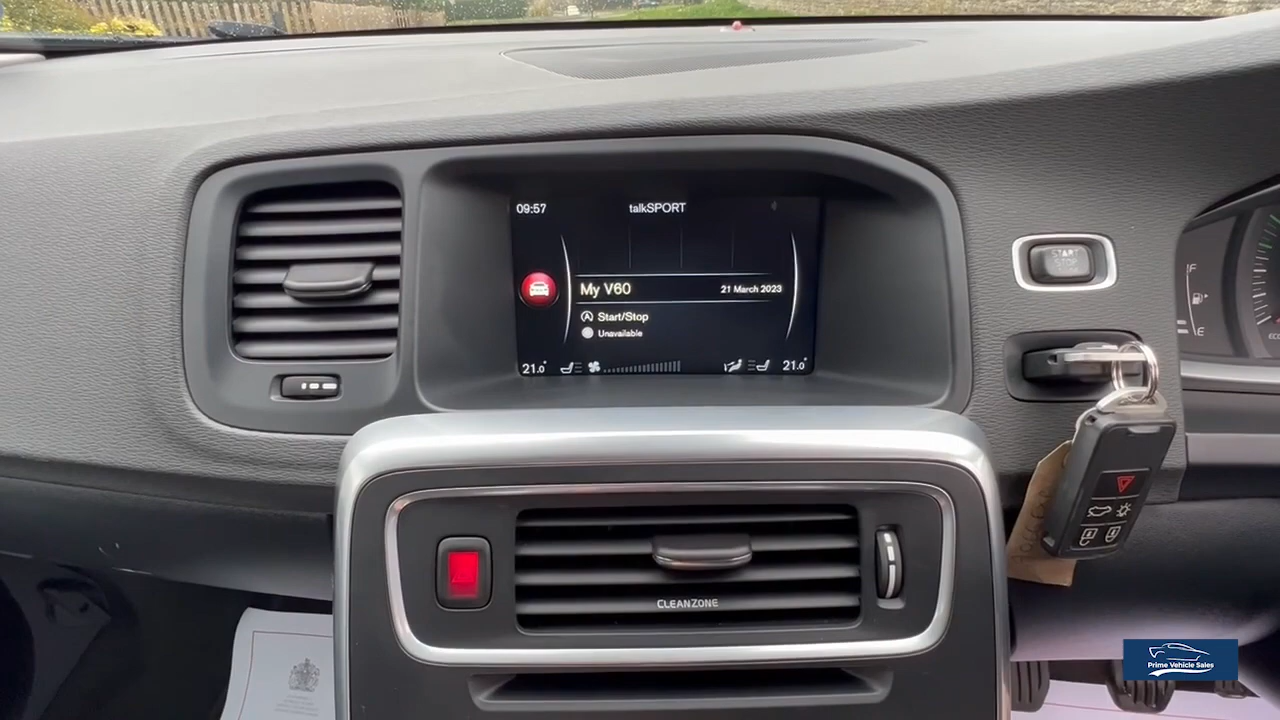 09:57
talkSPORT
My V60
21 March 2023
Start/Stop
Unavailable
21.0°
21.0°
START
STOP
F
E
ECO
CLEANZONE
Prime Vehicle Sales